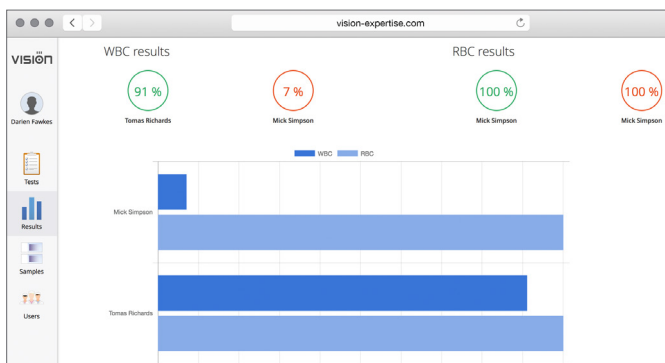 vision-expertise.com
vision
Darien Fawkes
Tests
Results
Samples
Users
WBC results
91 %
Tomas Richards
7 %
Mick Simpson
RBC results
100 %
Mick Simpson
100 %
Mick Simpson
WBC
RBC
Mick Simpson
Tomas Richards